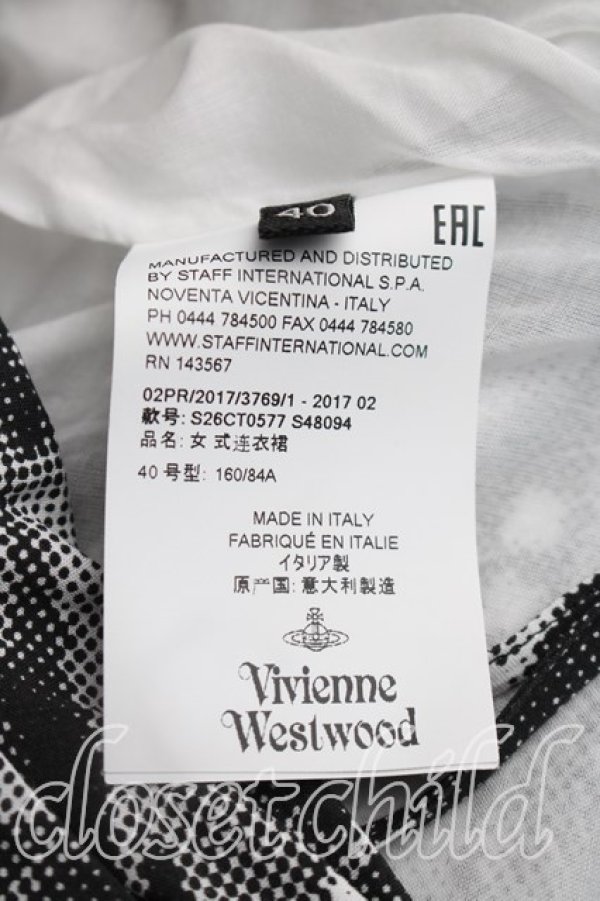 40
EAC
MANUFACTURED AND DISTRIBUTED
BY STAFF INTERNATIONAL S.P.A.
NOVENTA VICENTINA - ITALY
PH 0444 784500 FAX 0444 784580
WWW.STAFFINTERNATIONAL.COM
RN 143567
02PR/2017/3769/1 - 2017 02
款号: S26CT0577 S48094
品名: 女 式连衣裙
40 号型: 160/84A
MADE IN ITALY
FABRIQUÉ EN ITALIE
イタリア製
原产国: 意大利製造
Vivienne
Westwood
closetchild